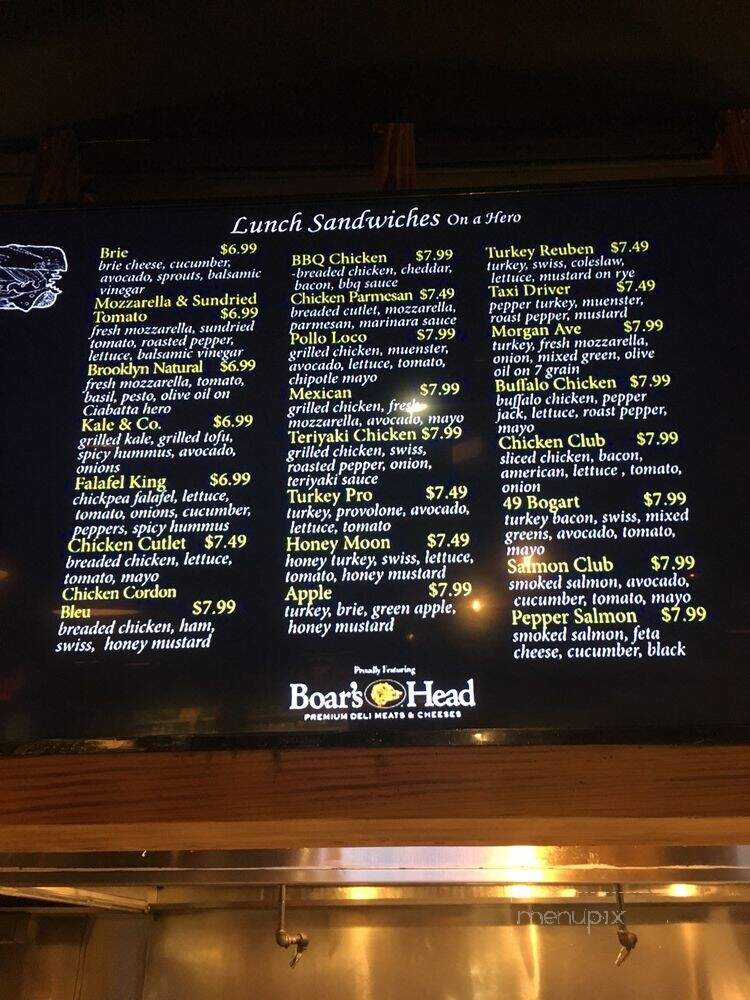 Lunch Sandwiches On a Hero
Brie $6.99
brie cheese, cucumber,
avocado, sprouts, balsamic
vinegar
Mozzarella & Sundried
Tomato $6.99
fresh mozzarella, sundried
tomato, roasted pepper,
lettuce, balsamic vinegar
Brooklyn Natural $6.99
fresh mozzarella, tomato,
basil, pesto, olive oil on
Ciabatta hero
Kale & Co. $6.99
grilled kale, grilled tofu,
spicy hummus, avocado,
onions
Falafel King $6.99
chickpea falafel, lettuce,
tomato, onions, cucumber,
peppers, spicy hummus
Chicken Cutlet $7.49
breaded chicken, lettuce,
tomato, mayo
Chicken Cordon
Bleu $7.99
breaded chicken, ham,
swiss, honey mustard
BBQ Chicken $7.99
-breaded chicken, cheddar,
bacon, bbq sauce
Chicken Parmesan $7.49
breaded cutlet, mozzarella,
parmesan, marinara sauce
Pollo Loco $7.99
grilled chicken, muenster,
avocado, lettuce, tomato,
chipotle mayo
Mexican $7.99
grilled chicken, fresh
mozzarella, avocado, mayo
Teriyaki Chicken $7.99
grilled chicken, swiss,
roasted pepper, onion,
teriyaki sauce
Turkey Pro $7.49
turkey, provolone, avocado,
lettuce, tomato
Honey Moon $7.49
honey turkey, swiss, lettuce,
tomato, honey mustard
Apple $7.99
turkey, brie, green apple,
honey mustard
Turkey Reuben $7.49
turkey, swiss, coleslaw,
lettuce, mustard on rye
Taxi Driver $7.49
pepper turkey, muenster,
roast pepper, mustard
Morgan Ave $7.99
turkey, fresh mozzarella,
onion, mixed green, olive
oil on 7 grain
Buffalo Chicken $7.99
buffalo chicken, pepper
jack, lettuce, roast pepper,
mayo
Chicken Club $7.99
sliced chicken, bacon,
american, lettuce , tomato,
onion
49 Bogart $7.99
turkey bacon, swiss, mixed
greens, avocado, tomato,
mayo
Salmon Club $7.99
smoked salmon, avocado,
cucumber, tomato, mayo
Pepper Salmon $7.99
smoked salmon, feta
cheese, cucumber, black
Proudly Featuring
Boar's Head
PREMIUM DELI MEATS & CHEESES
menupix